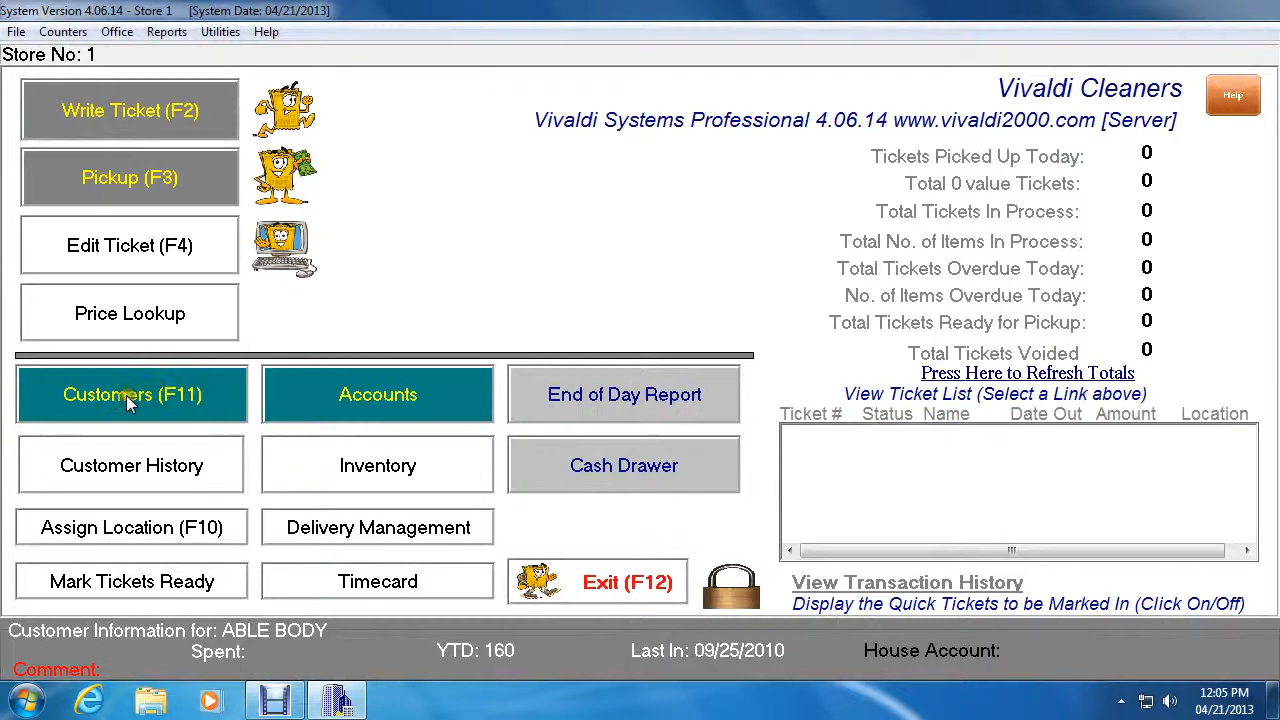 System Version 4.06.14 - Store 1 [System Date: 04/21/2013]
File Counters Office Reports Utilities Help
Store No: 1
Write Ticket (F2)
Pickup (F3)
Edit Ticket (F4)
Price Lookup
Vivaldi Cleaners
Vivaldi Systems Professional 4.06.14 www.vivaldi2000.com [Server]
Help
Tickets Picked Up Today: 0
Total 0 value Tickets: 0
Total Tickets In Process: 0
Total No. of Items In Process: 0
Total Tickets Overdue Today: 0
No. of Items Overdue Today: 0
Total Tickets Ready for Pickup: 0
Total Tickets Voided 0
Press Here to Refresh Totals
View Ticket List (Select a Link above)
Ticket # Status Name Date Out Amount Location
Customers (F11) Accounts End of Day Report
Customer History Inventory Cash Drawer
Assign Location (F10) Delivery Management
Mark Tickets Ready Timecard Exit (F12)
View Transaction History
Display the Quick Tickets to be Marked In (Click On/Off)
Customer Information for: ABLE BODY
Spent: YTD: 160 Last In: 09/25/2010 House Account:
Comment:
12:05 PM
04/21/2013